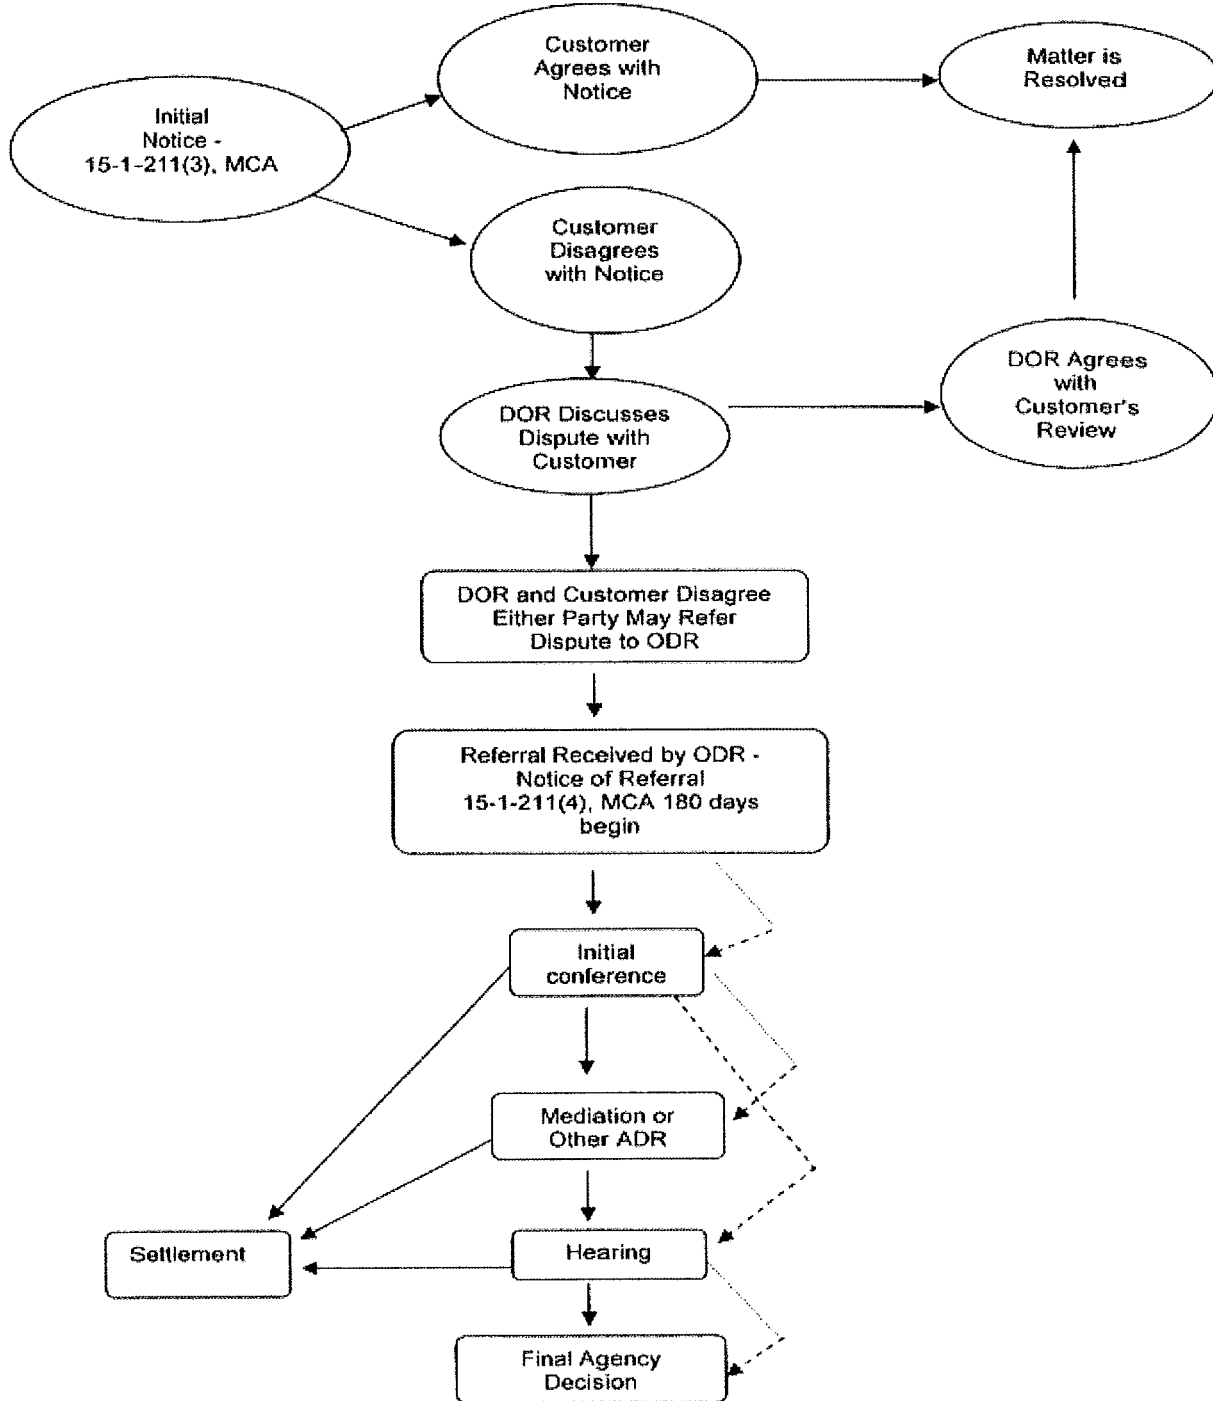 Customer
Agrees with
Notice
Matter is
Resolved
Initial
Notice -
15-1-211(3), MCA
Customer
Disagrees
with Notice
DOR Agrees
with
Customer's
Review
DOR Discusses
Dispute with
Customer
DOR and Customer Disagree
Either Party May Refer
Dispute to ODR
Referral Received by ODR -
Notice of Referral
15-1-211(4), MCA 180 days
begin
Initial
conference
Mediation or
Other ADR
Settlement
Hearing
Final Agency
Decision